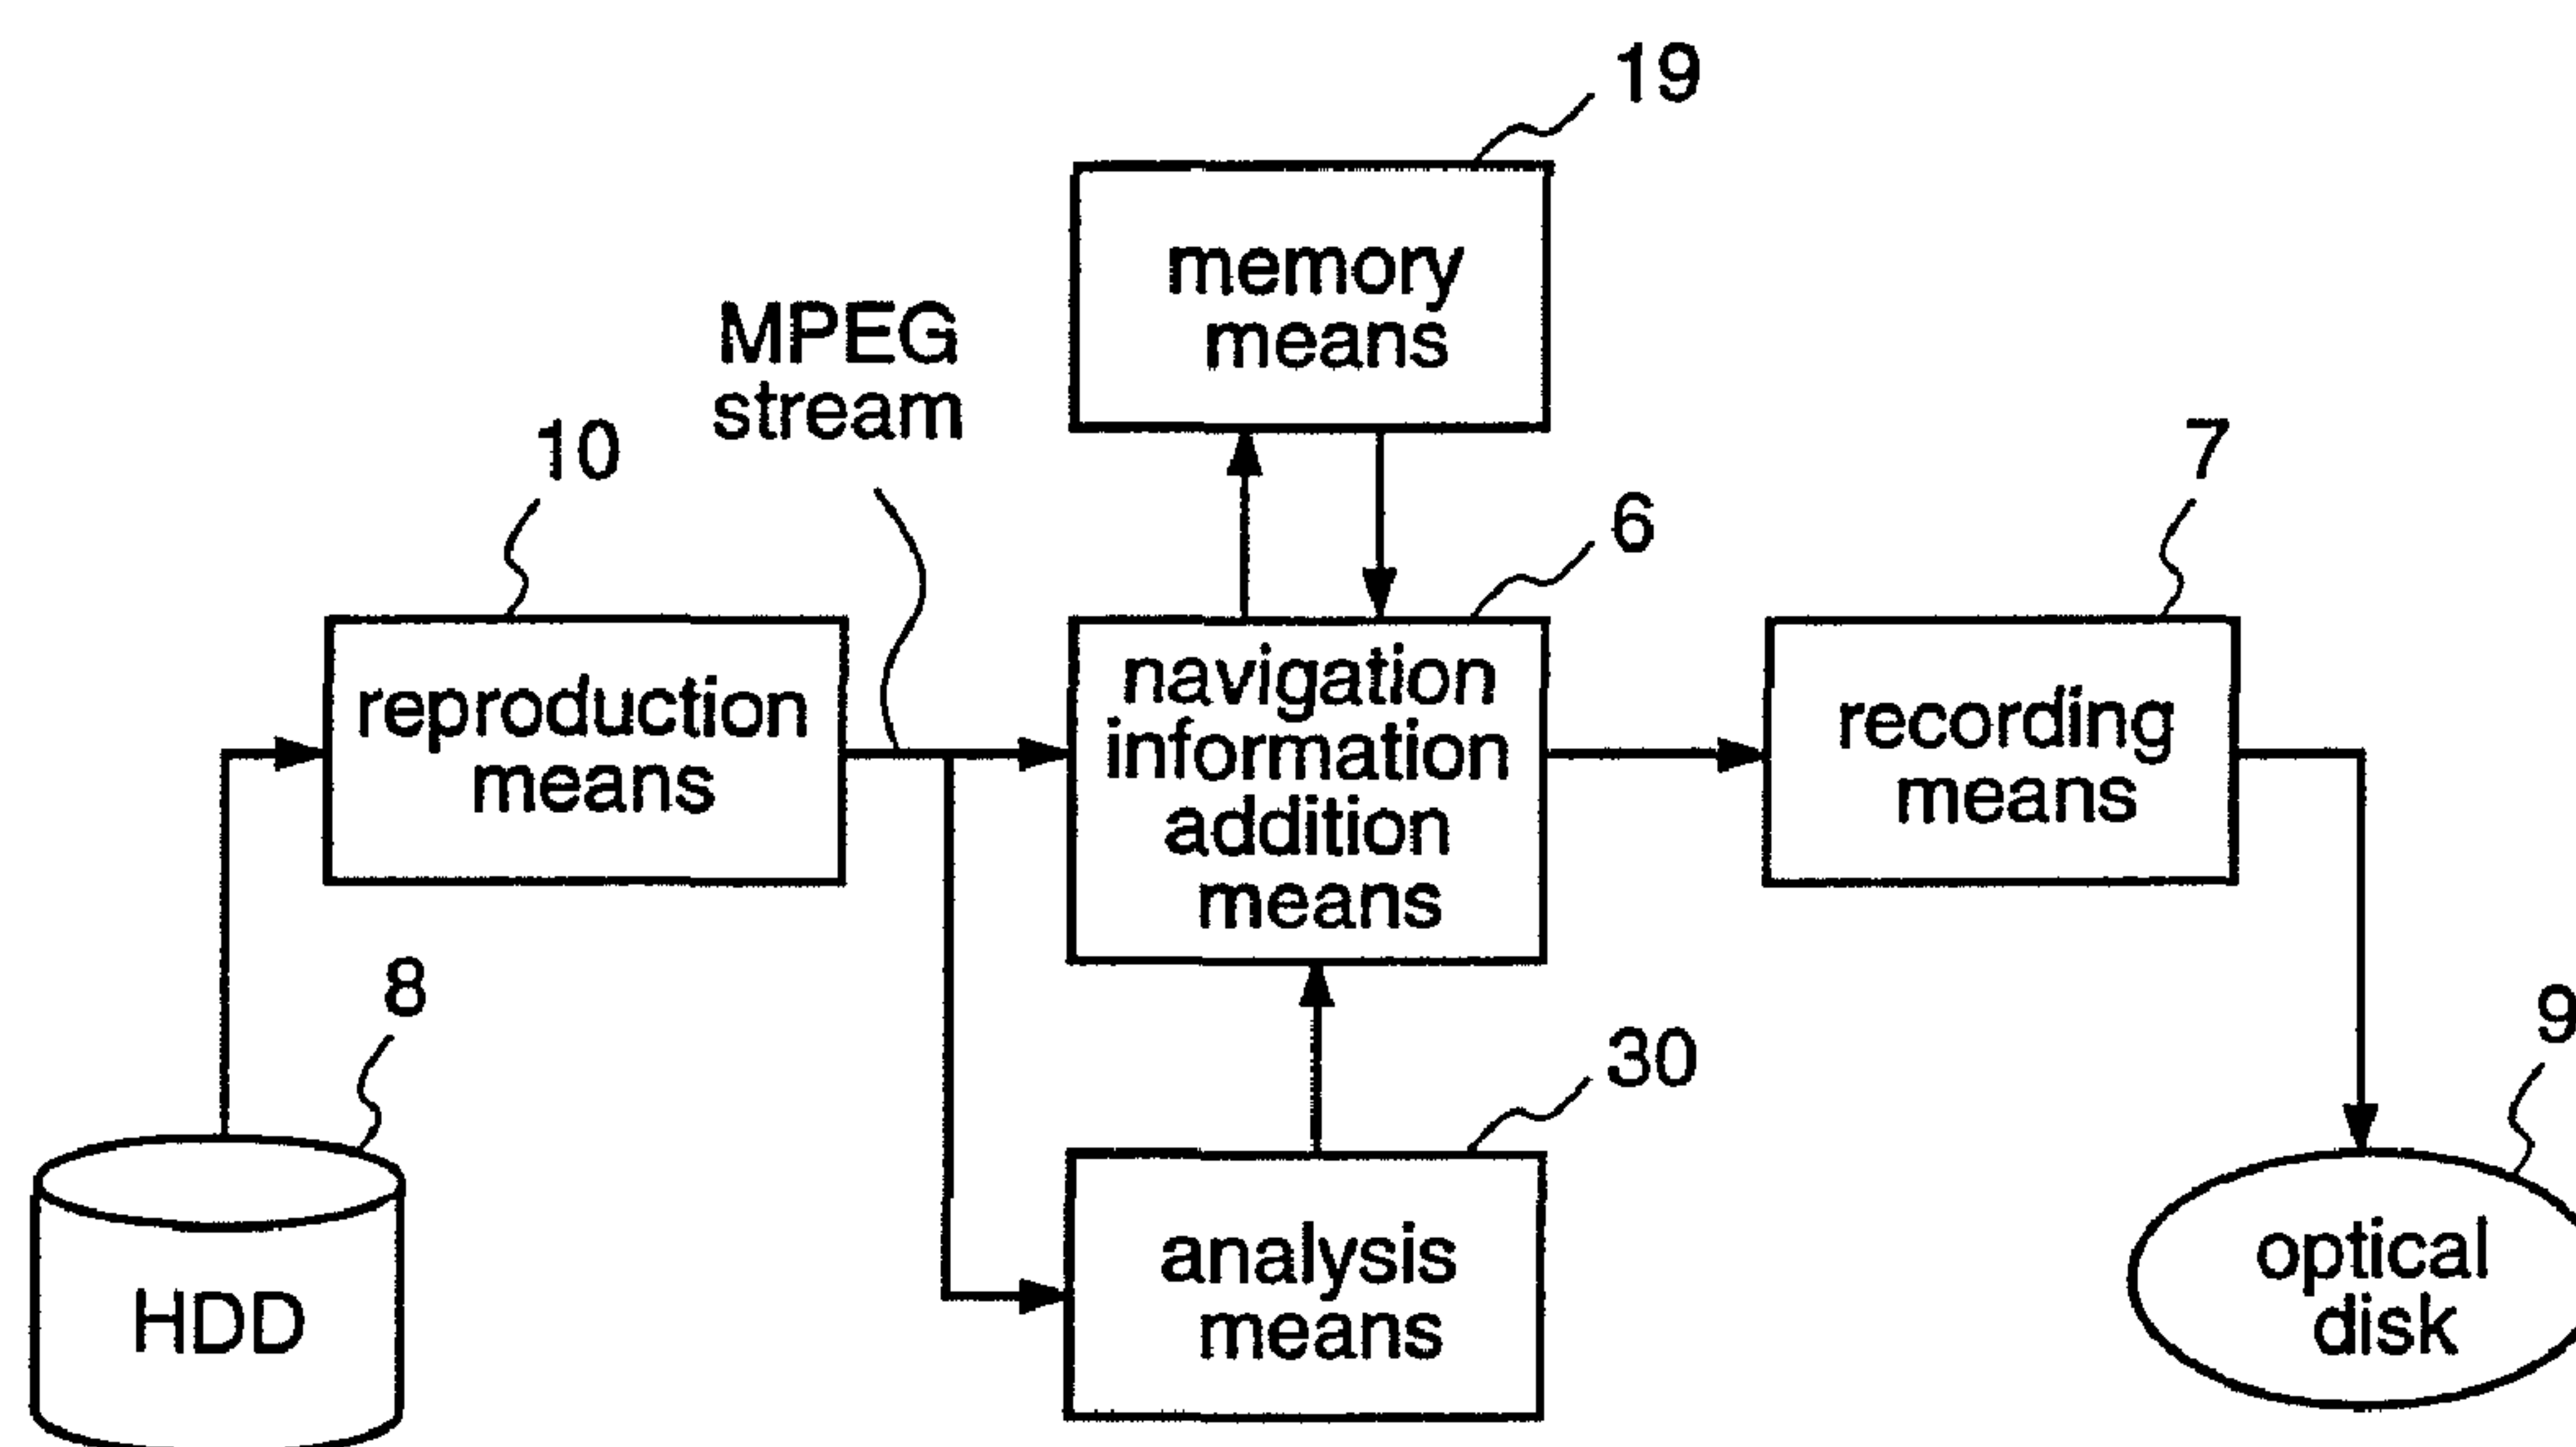 19
memory
means
MPEG
stream
10
7
6
reproduction
means
navigation
information
addition
means
recording
means
8
9
30
HDD
analysis
means
optical
disk